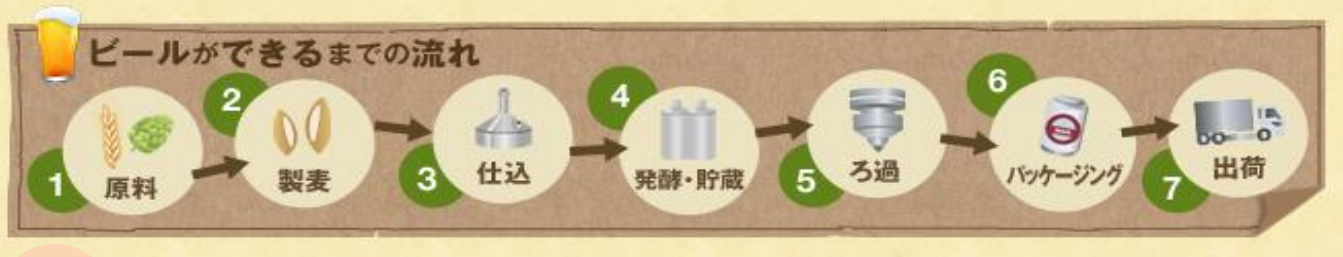 ビールができるまでの流れ
1 原料
2 製麦
3 仕込
4 発酵・貯蔵
5 ろ過
6 パッケージング
7 出荷